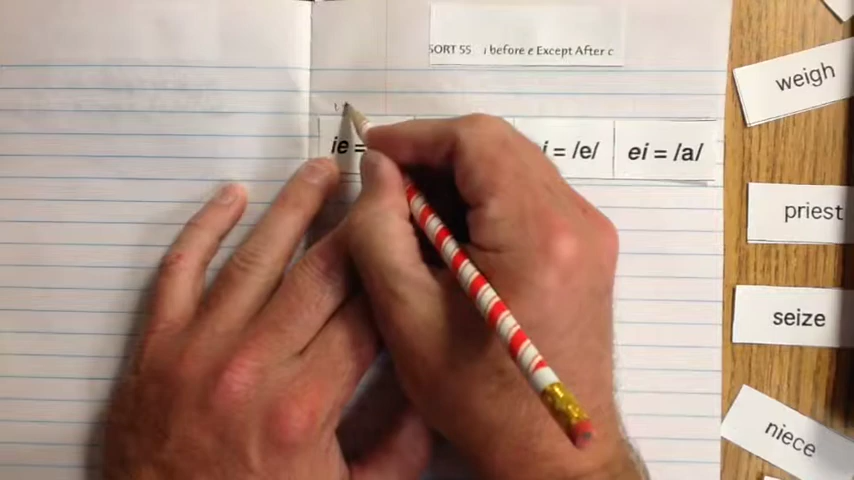 SORT 55 i before e Except After c
weigh
ie =
i = /e/
ei = /a/
priest
seize
niece